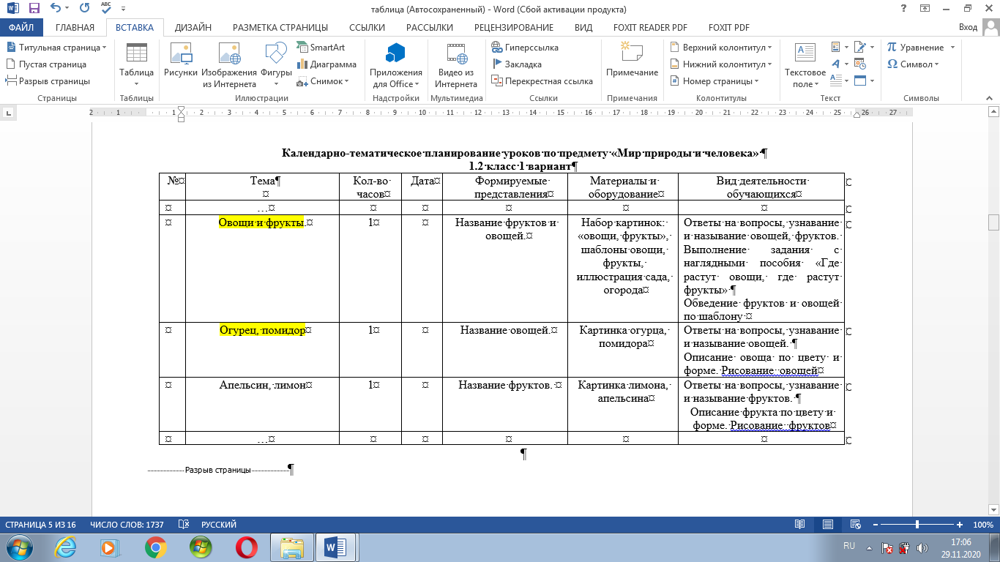 таблица (Автосохраненный) - Word (Сбой активации продукта)
ФАЙЛ ГЛАВНАЯ ВСТАВКА ДИЗАЙН РАЗМЕТКА СТРАНИЦЫ ССЫЛКИ РАССЫЛКИ РЕЦЕНЗИРОВАНИЕ ВИД FOXIT READER PDF FOXIT PDF Вход
Титульная страница
Пустая страница
Разрыв страницы
Страницы
Таблица
Таблицы
Рисунки
Изображения
из Интернета
Фигуры
SmartArt
Диаграмма
Снимок
Иллюстрации
Приложения
для Office
Надстройки
Видео из
Интернета
Мультимедиа
Гиперссылка
Закладка
Перекрестная ссылка
Ссылки
Примечание
Примечания
Верхний колонтитул
Нижний колонтитул
Номер страницы
Колонтитулы
Текстовое
поле
Текст
Уравнение
Символ
Символы
2 1 1 2 3 4 5 6 7 8 9 10 11 12 13 14 15 16 17 18 19 20 21 22 23 24 25 26 27
Календарно-тематическое планирование уроков по предмету «Мир природы и человека»
1.2 класс 1 вариант
№
Тема
Кол-во
часов
Дата
Формируемые
представления
Материалы и
оборудование
Вид деятельности
обучающихся
…
Овощи и фрукты.
1
Название фруктов и
овощей.
Набор картинок:
«овощи, фрукты»,
шаблоны овощи,
фрукты,
иллюстрация сада,
огорода
Ответы на вопросы, узнавание
и называние овощей, фруктов.
Выполнение задания с
наглядными пособия «Где
растут овощи, где растут
фрукты»
Обведение фруктов и овощей
по шаблону
Огурец, помидор
1
Название овощей.
Картинка огурца,
помидора
Ответы на вопросы, узнавание
и называние овощей.
Описание овоща по цвету и
форме. Рисование овощей
Апельсин, лимон
1
Название фруктов.
Картинка лимона,
апельсина
Ответы на вопросы, узнавание
и называние фруктов.
Описание фрукта по цвету и
форме. Рисование фруктов
…
Разрыв страницы
СТРАНИЦА 5 ИЗ 16 ЧИСЛО СЛОВ: 1737 РУССКИЙ 100%
RU
17:06
29.11.2020